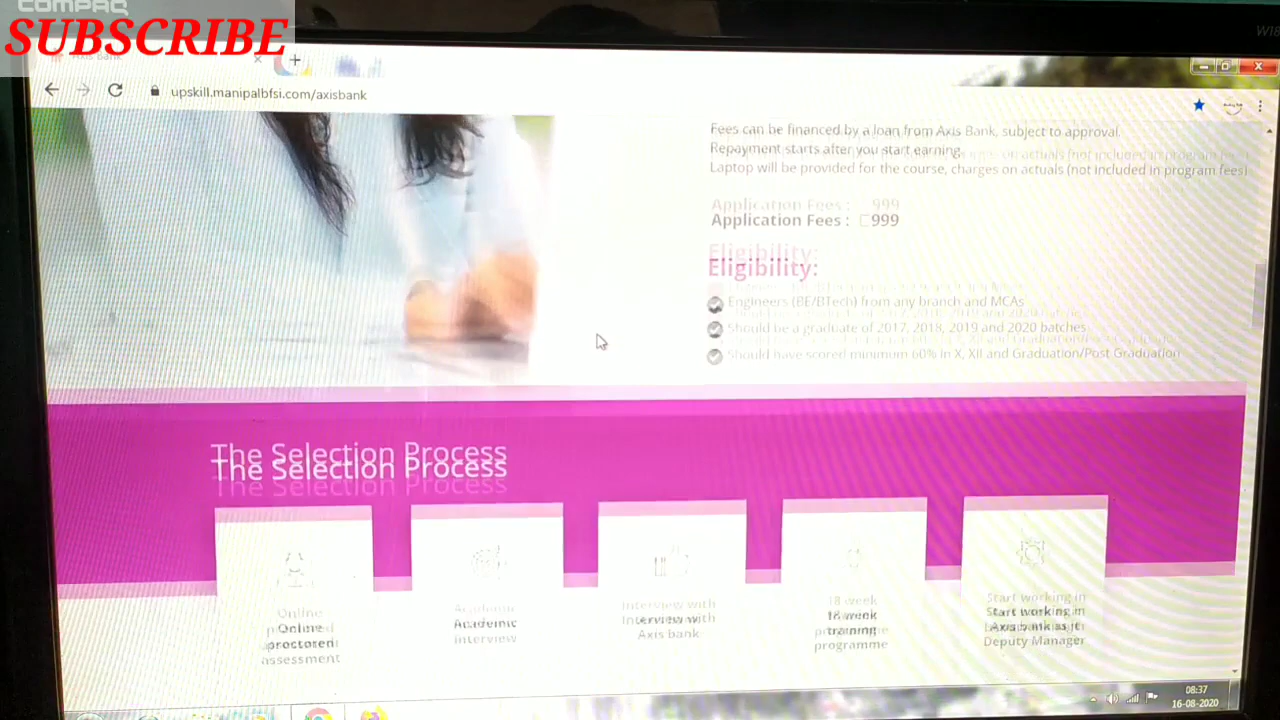 COMPAQ
SUBSCRIBE
Axis bank
upskill.manipalbfsi.com/axisbank
Fees can be financed by a loan from Axis Bank, subject to approval.
Repayment starts after you start earning.
Laptop will be provided for the course, charges on actuals (not included in program fees)
Application Fees : 999
Eligibility:
Engineers (BE/BTech) from any branch and MCAs
Should be a graduate of 2017, 2018, 2019 and 2020 batches
Should have scored minimum 60% in X, XII and Graduation/Post Graduation
The Selection Process
Online
proctored
assessment
Academic
interview
Interview with
Axis bank
18 week
training
programme
Start working in
Axis bank as
Deputy Manager
08:37
16-08-2020